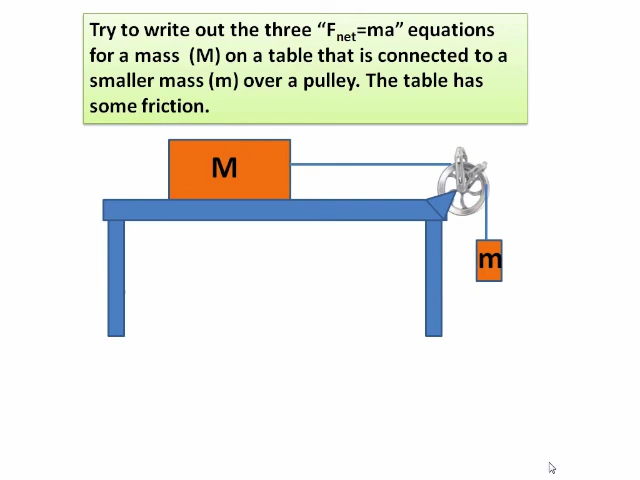 Try to write out the three “Fnet=ma” equations
for a mass  (M) on a table that is connected to a
smaller mass (m) over a pulley. The table has
some friction.
M
m